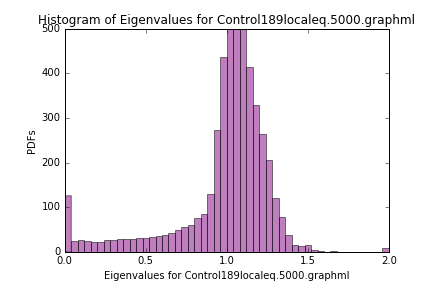 Histogram of Eigenvalues for Control189localeq.5000.graphml
500
400
300
200
100
0
PDFs
0.0 0.5 1.0 1.5 2.0
Eigenvalues for Control189localeq.5000.graphml